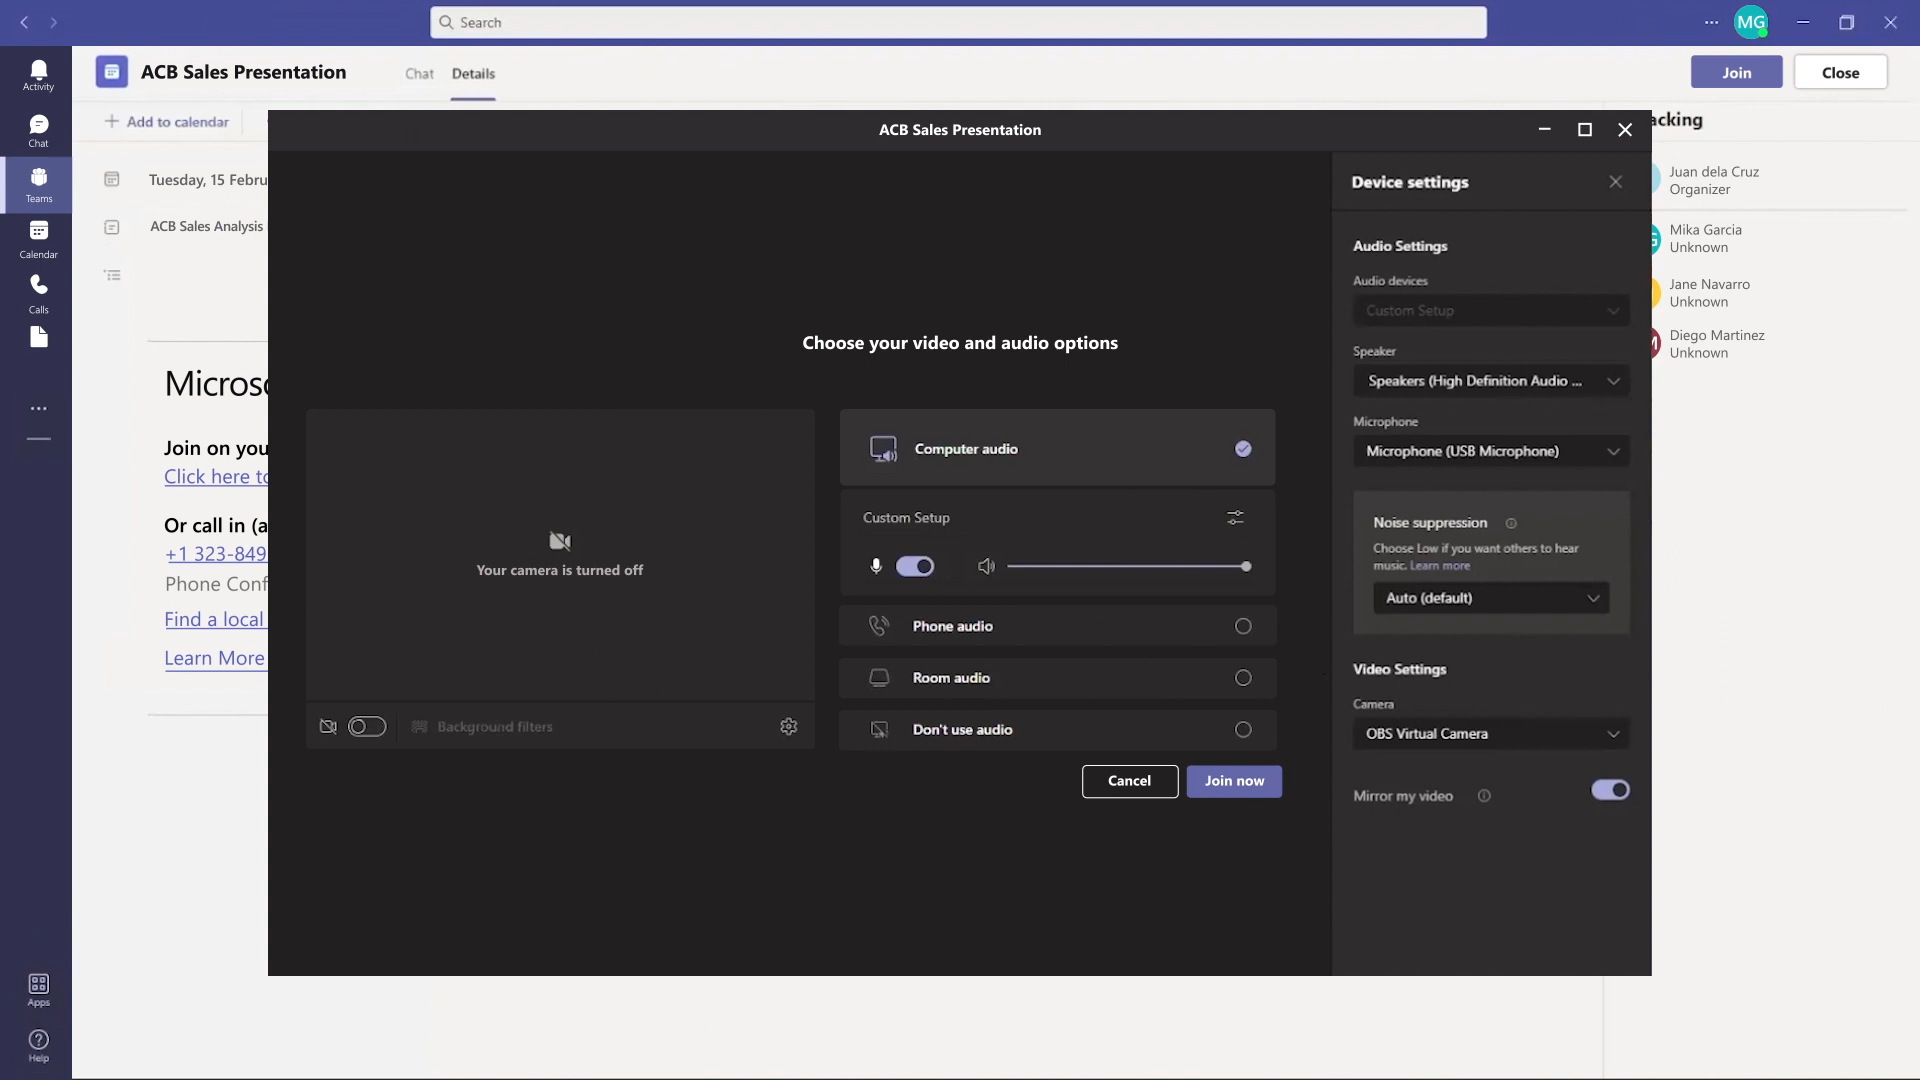 Search
MG
Activity
Chat
Teams
Calendar
Calls
Apps
Help
ACB Sales Presentation
Chat
Details
Join
Close
Add to calendar
Tuesday, 15 Febru
ACB Sales Analysis
Microso
Join on you
Click here to
Or call in (a
+1 323-849
Phone Conf
Find a local
Learn More
ACB Sales Presentation
Choose your video and audio options
Your camera is turned off
Background filters
Computer audio
Custom Setup
Phone audio
Room audio
Don't use audio
Cancel
Join now
Device settings
Audio Settings
Audio devices
Custom Setup
Speaker
Speakers (High Definition Audio ...
Microphone
Microphone (USB Microphone)
Noise suppression
Choose Low if you want others to hear
music. Learn more
Auto (default)
Video Settings
Camera
OBS Virtual Camera
Mirror my video
acking
Juan dela Cruz
Organizer
Mika Garcia
Unknown
Jane Navarro
Unknown
Diego Martinez
Unknown